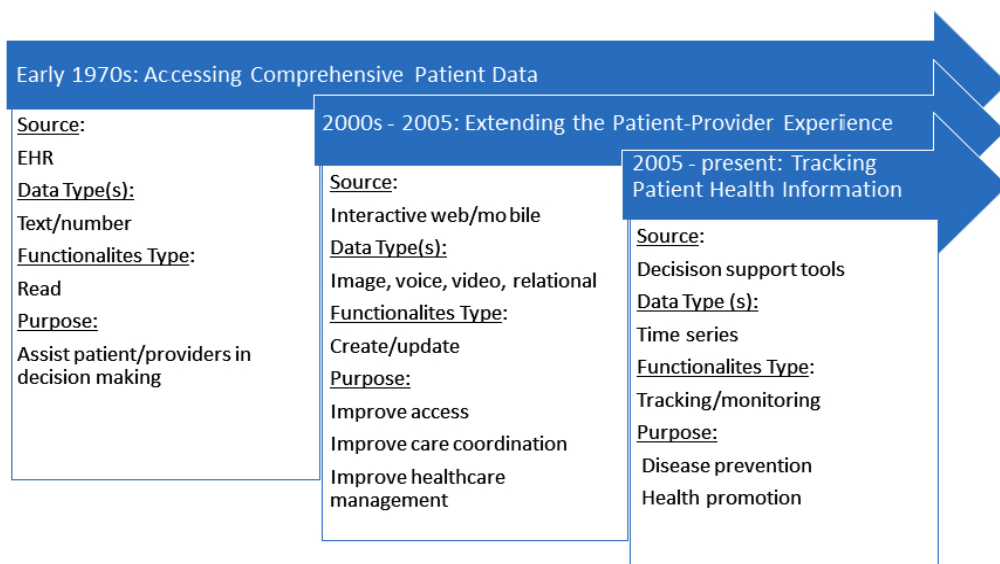 Early 1970s: Accessing Comprehensive Patient Data
Source:
EHR
Data Type(s):
Text/number
Functionalites Type:
Read
Purpose:
Assist patient/providers in
decision making
2000s - 2005: Extending the Patient-Provider Experience
Source:
Interactive web/mobile
Data Type(s):
Image, voice, video, relational
Functionalites Type:
Create/update
Purpose:
Improve access
Improve care coordination
Improve healthcare
management
2005 - present: Tracking
Patient Health Information
Source:
Decisison support tools
Data Type (s):
Time series
Functionalites Type:
Tracking/monitoring
Purpose:
Disease prevention
Health promotion